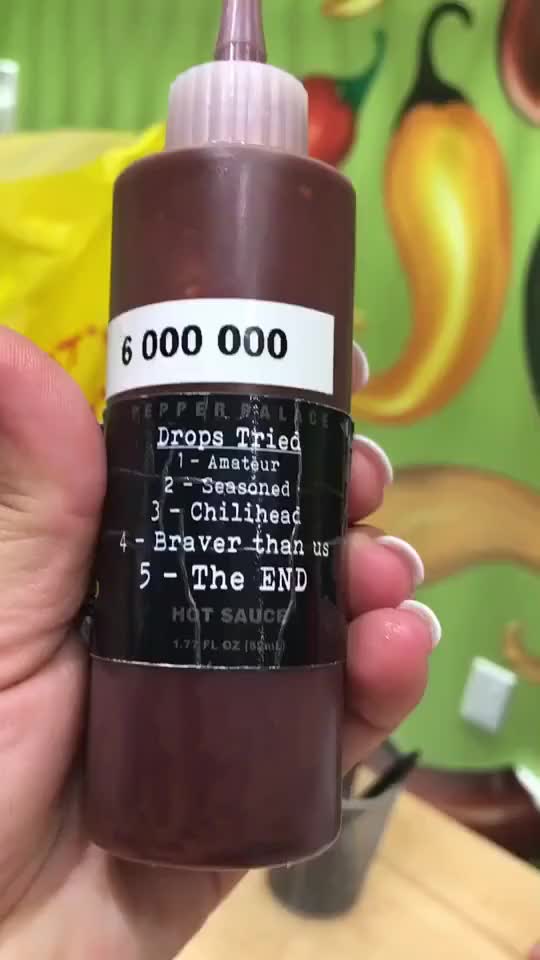 6 000 000
PEPPER PALACE
Drops Tried
1 - Amateur
2 - Seasoned
3 - Chilihead
4 - Braver than us
5 - The END
HOT SAUCE
1.77 FL OZ (52mL)